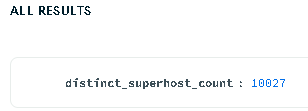 ALL RESULTS
distinct_superhost_count : 10027